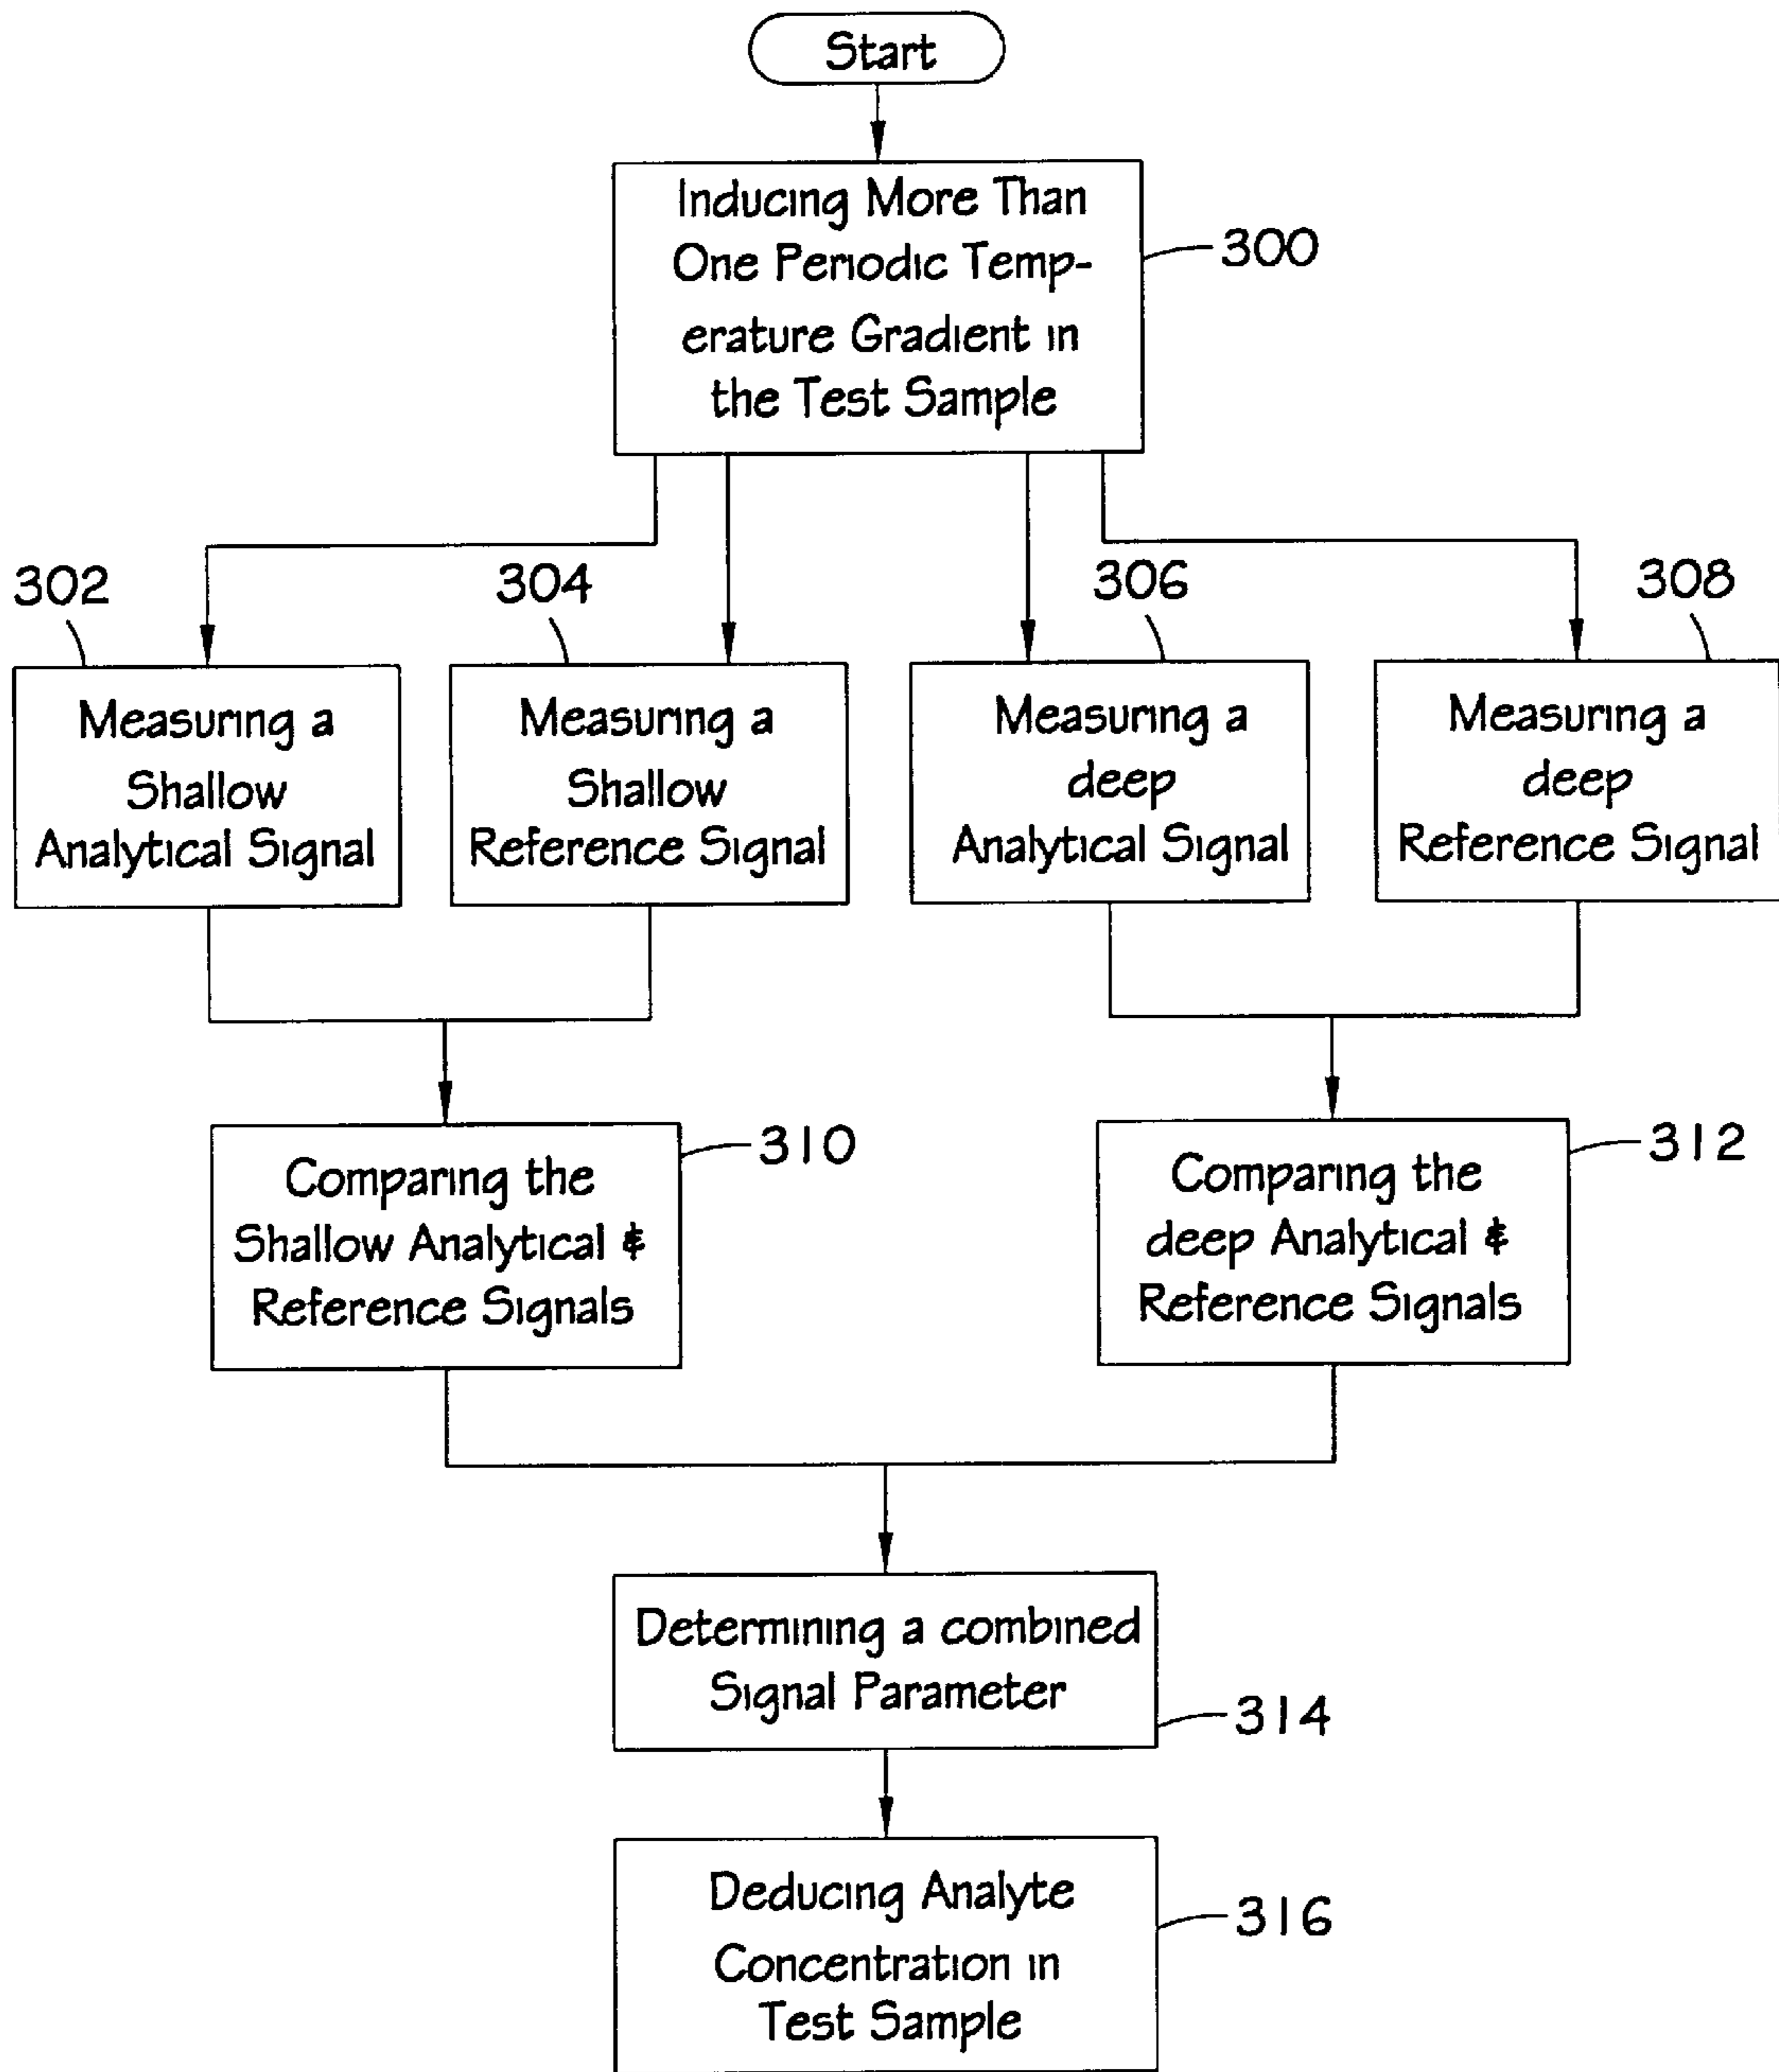 Start
Inducing More Than
One Periodic Temp-
erature Gradient in
the Test Sample
300
302
304
306
308
Measuring a
Shallow
Analytical Signal
Measuring a
Shallow
Reference Signal
Measuring a
deep
Analytical Signal
Measuring a
deep
Reference Signal
310
Comparing the
Shallow Analytical &
Reference Signals
312
Comparing the
deep Analytical &
Reference Signals
Determining a combined
Signal Parameter
314
Deducing Analyte
Concentration in
Test Sample
316